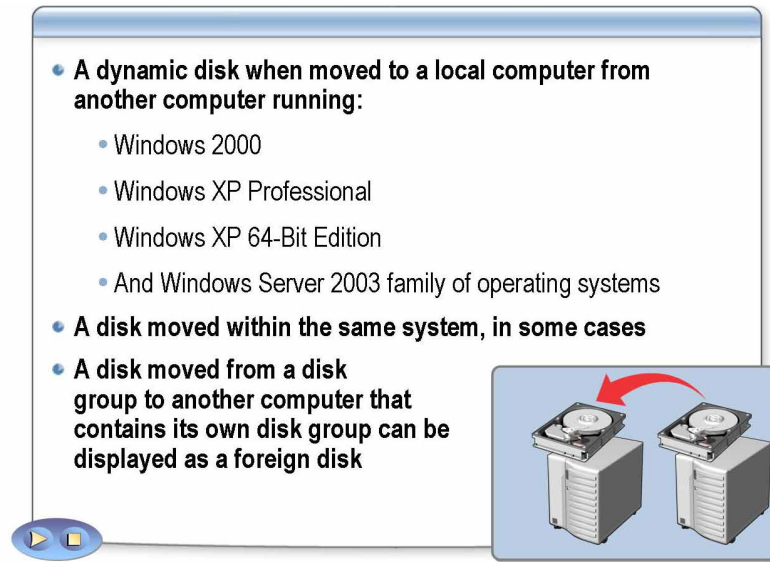 A dynamic disk when moved to a local computer from
another computer running:
Windows 2000
Windows XP Professional
Windows XP 64-Bit Edition
And Windows Server 2003 family of operating systems
A disk moved within the same system, in some cases
A disk moved from a disk
group to another computer that
contains its own disk group can be
displayed as a foreign disk